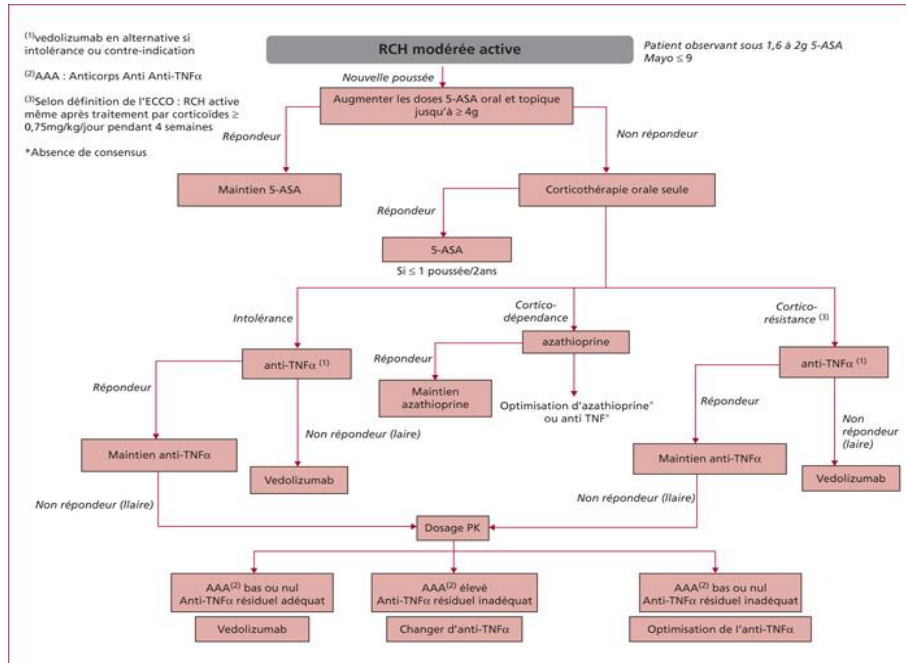 (1)vedolizumab en alternative si
intolérance ou contre-indication
(2)AAA : Anticorps Anti Anti-TNFα
(3)Selon définition de l'ECCO : RCH active
même après traitement par corticoïdes ≥
0,75mg/kg/jour pendant 4 semaines
*Absence de consensus
RCH modérée active
Patient observant sous 1,6 à 2g 5-ASA
Mayo ≤ 9
Nouvelle poussée
Augmenter les doses 5-ASA oral et topique
jusqu'à ≥ 4g
Répondeur
Non répondeur
Maintien 5-ASA
Corticothérapie orale seule
Répondeur
5-ASA
Si ≤ 1 poussée/2ans
Intolérance
Cortico-
dépendance
Cortico-
résistance (3)
anti-TNFα (1)
azathioprine
anti-TNFα (1)
Répondeur
Répondeur
Répondeur
Maintien
azathioprine
Optimisation d'azathioprine*
ou anti TNF*
Non répondeur (Iaire)
Non
répondeur
(Iaire)
Maintien anti-TNFα
Maintien anti-TNFα
Vedolizumab
Vedolizumab
Non répondeur (IIaire)
Non répondeur (IIaire)
Dosage PK
AAA(2) bas ou nul
Anti-TNFα résiduel adéquat
AAA(2) élevé
Anti-TNFα résiduel inadéquat
AAA(2) bas ou nul
Anti-TNFα résiduel inadéquat
Vedolizumab
Changer d'anti-TNFα
Optimisation de l'anti-TNFα